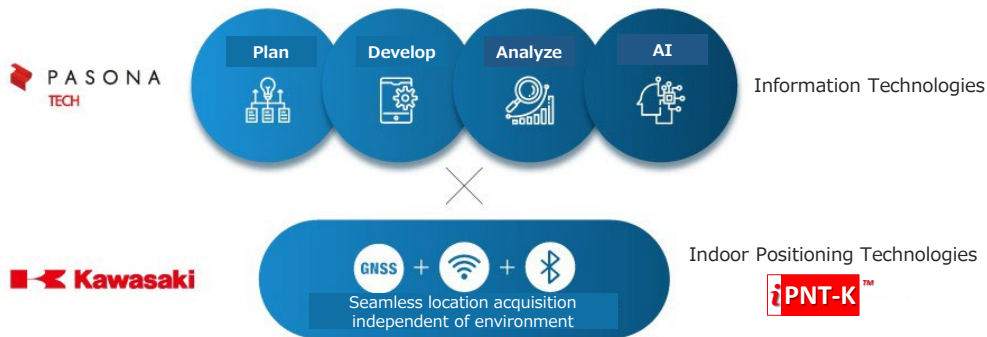 Plan
Develop
Analyze
AI
PASONA
TECH
Information Technologies
Kawasaki
GNSS + +
Seamless location acquisition
independent of environment
Indoor Positioning Technologies
iPNT-K™